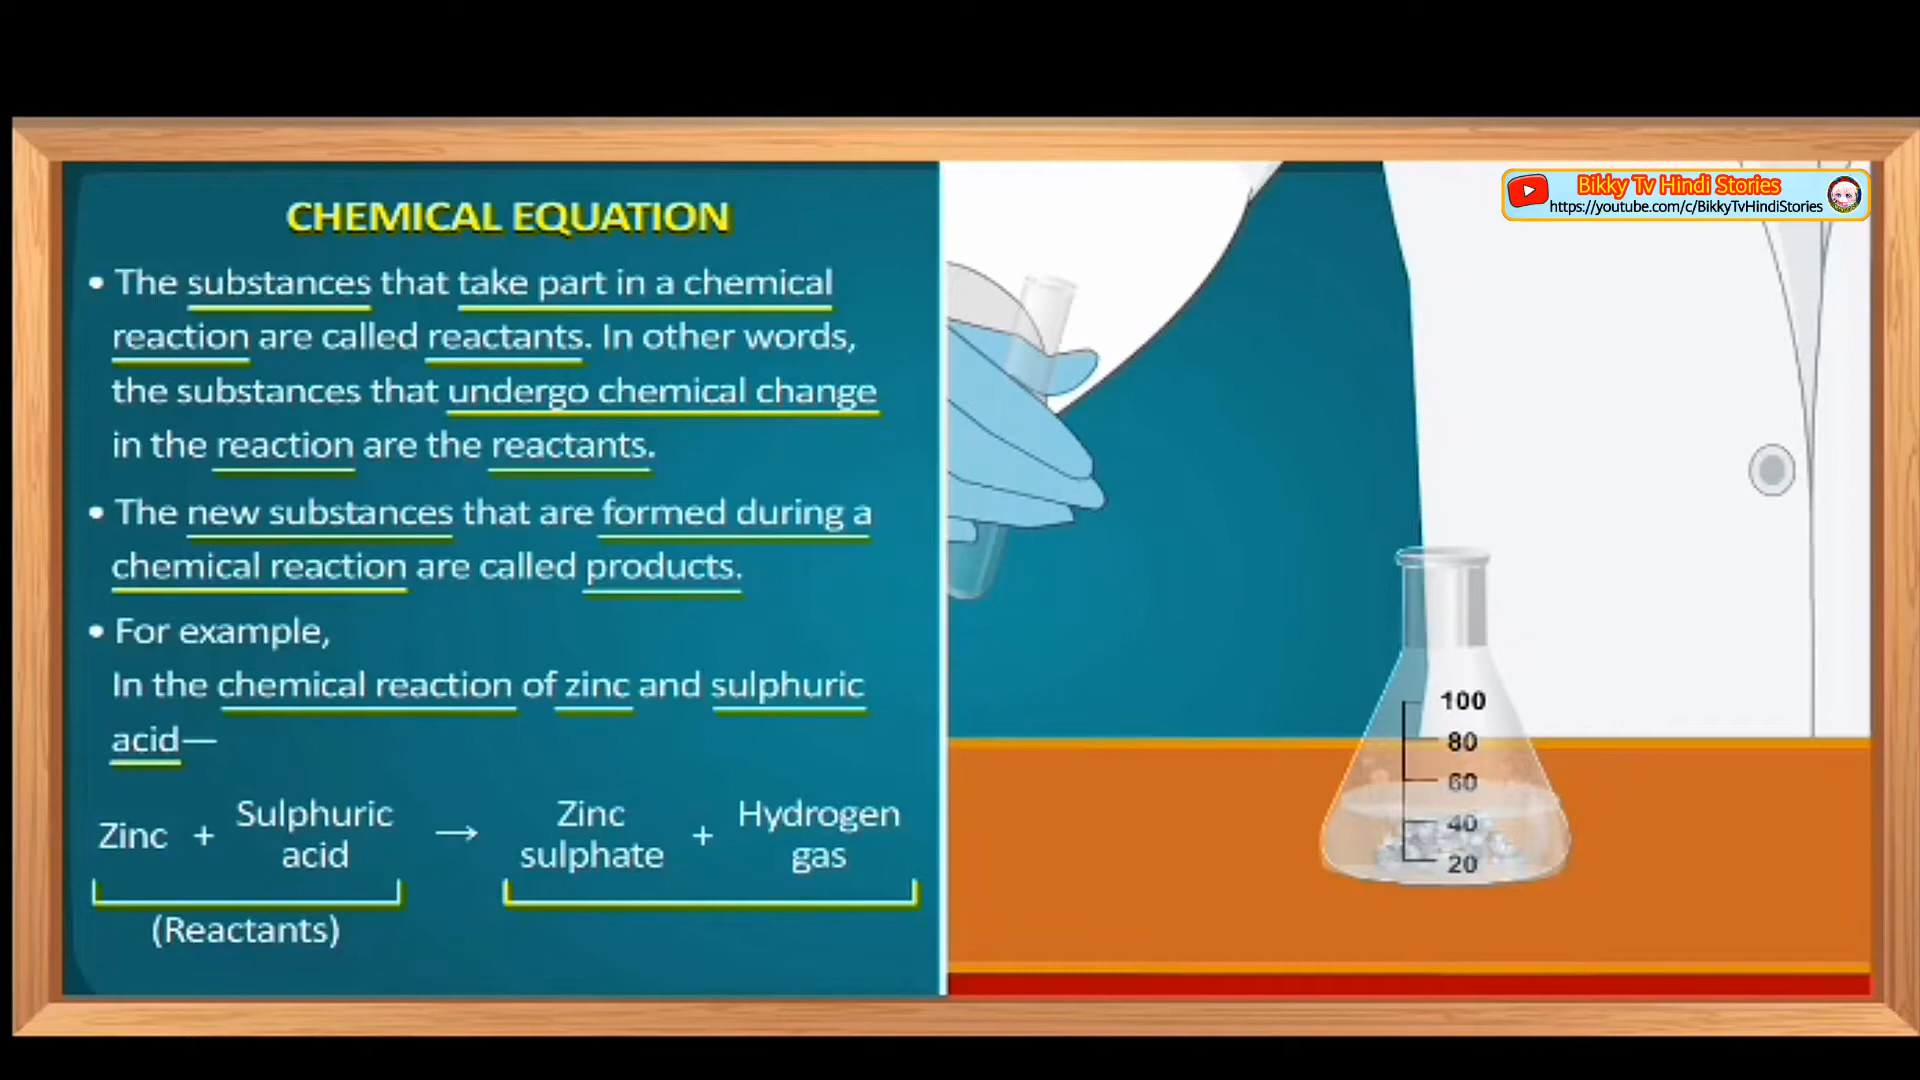 Bikky Tv Hindi Stories
https://youtube.com/c/BikkyTvHindiStories
CHEMICAL EQUATION
• The substances that take part in a chemical
reaction are called reactants. In other words,
the substances that undergo chemical change
in the reaction are the reactants.
• The new substances that are formed during a
chemical reaction are called products.
• For example,
In the chemical reaction of zinc and sulphuric
acid—
Zinc + Sulphuric acid → Zinc sulphate + Hydrogen gas
(Reactants)
100
80
60
40
20